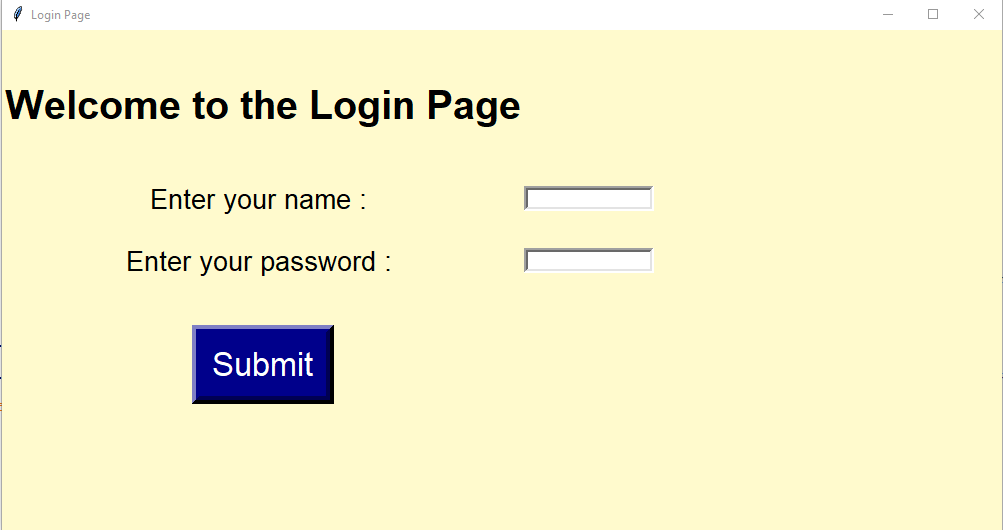 Login Page
Welcome to the Login Page
Enter your name :
Enter your password :
Submit